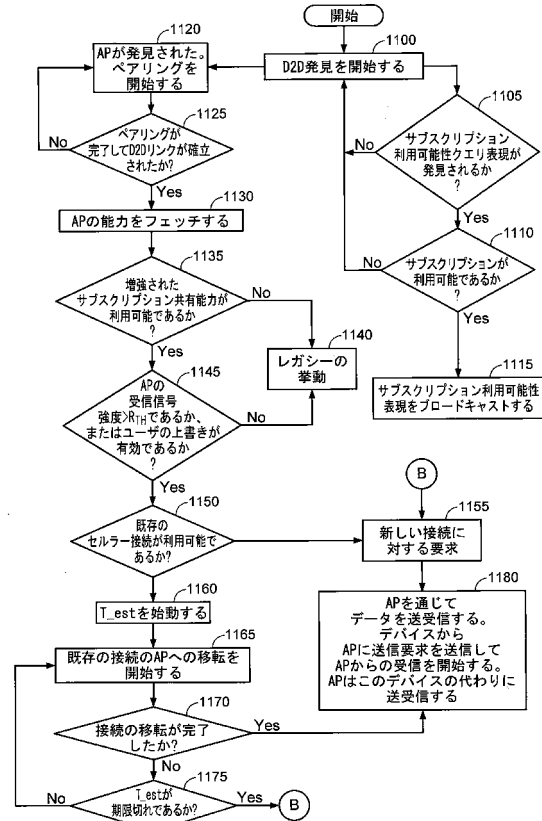 開始
1100
D2D発見を開始する
1120
APが発見された。
ペアリングを
開始する
1105
サブスクリプション
利用可能性クエリ表現が
発見されるか
?
No
Yes
1125
ペアリングが
完了してD2Dリンクが確立
されたか?
No
Yes
1110
サブスクリプションが
利用可能であるか
?
No
Yes
1130
APの能力をフェッチする
1115
サブスクリプション利用可能性
表現をブロードキャストする
1135
増強された
サブスクリプション共有能力が
利用可能であるか
?
No
Yes
1140
レガシーの
挙動
1145
APの
受信信号
強度>RTHであるか、
またはユーザの上書きが
有効であるか
?
No
Yes
1150
既存の
セルラー接続が利用可能で
あるか?
B
1155
新しい接続に
対する要求
1160
T_estを始動する
1165
既存の接続のAPへの移転を
開始する
1180
APを通じて
データを送受信する。
デバイスから
APに送信要求を送信して
APからの受信を開始する。
APはこのデバイスの代わりに
送受信する
1170
接続の移転が完了
したか?
Yes
No
1175
T_estが
期限切れであるか?
No
Yes
B